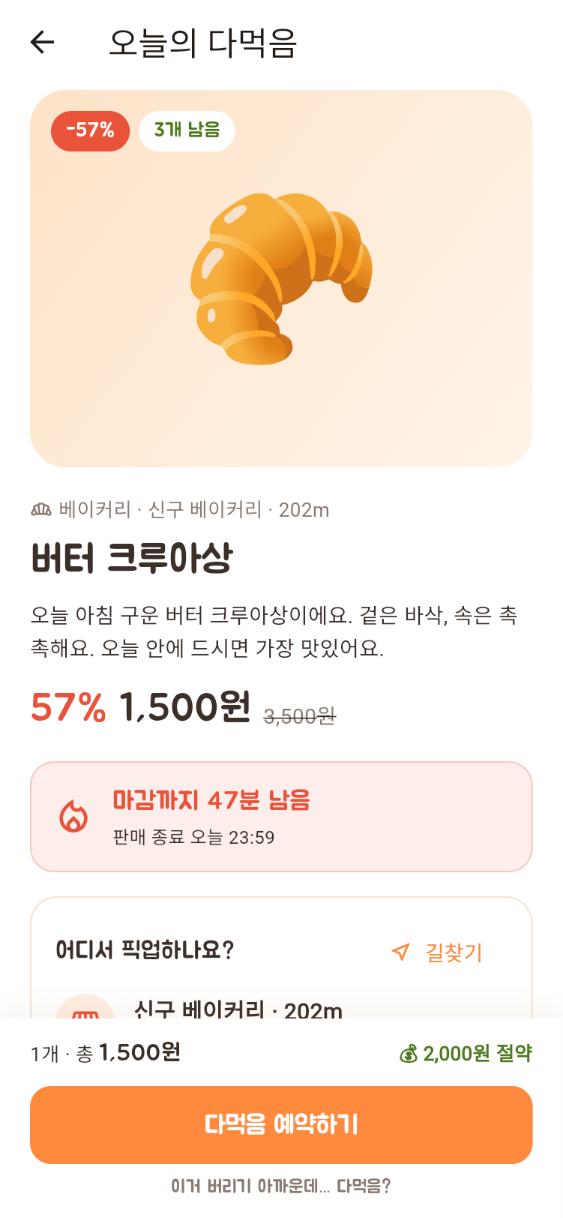 오늘의 다먹음
-57%
3개 남음
베이커리 · 신구 베이커리 · 202m
버터 크루아상
오늘 아침 구운 버터 크루아상이에요. 겉은 바삭, 속은 촉
촉해요. 오늘 안에 드시면 가장 맛있어요.
57% 1,500원 3,500원
마감까지 47분 남음
판매 종료 오늘 23:59
어디서 픽업하나요?
길찾기
신구 베이커리 · 202m
1개 · 총 1,500원
2,000원 절약
다먹음 예약하기
이거 버리기 아까운데... 다먹음?